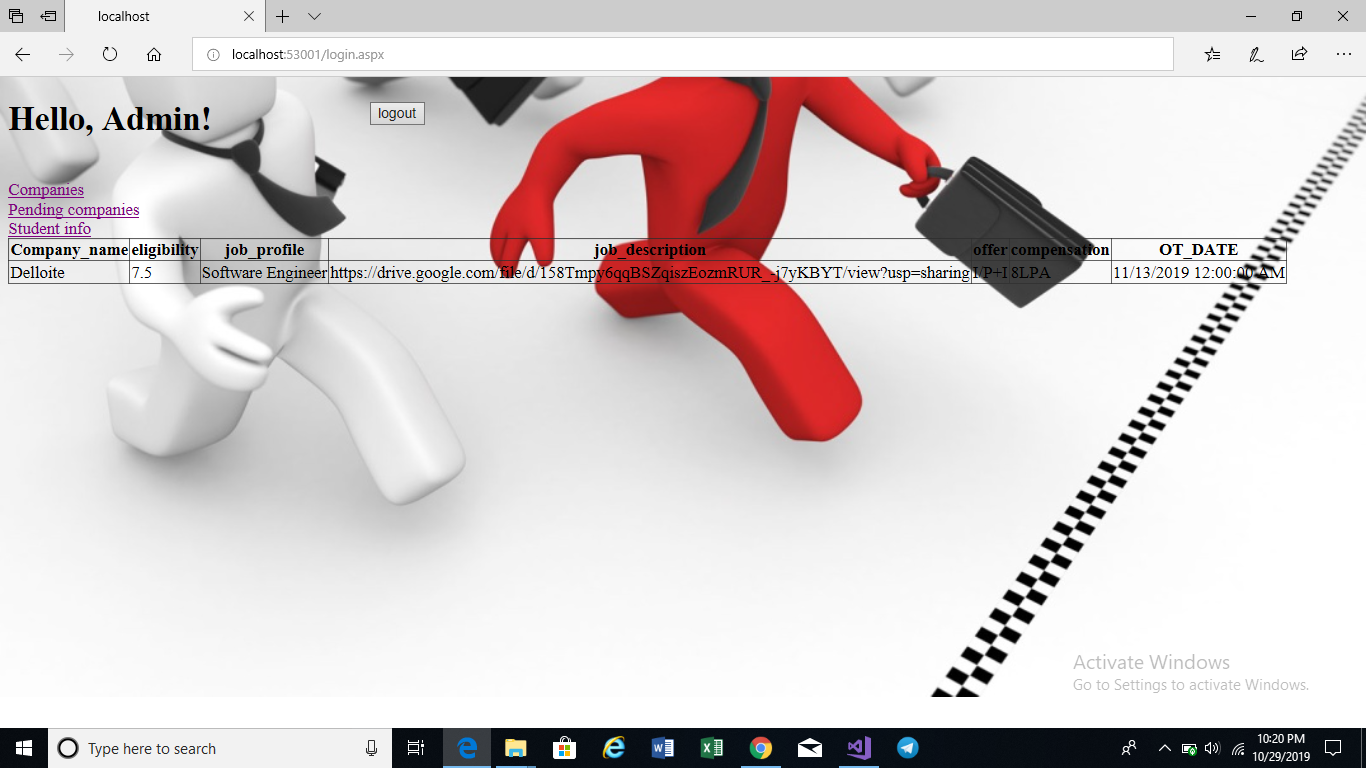 localhost
localhost:53001/login.aspx
Hello, Admin!
logout
Companies
Pending companies
Student info
Company_name eligibility job_profile job_description offer compensation OT_DATE
Delloite 7.5 Software Engineer https://drive.google.com/file/d/158Tmpy6qqBSZqiszEozmRUR_-j7yKBYT/view?usp=sharing I/P+I 8LPA 11/13/2019 12:00:00 AM
Activate Windows
Go to Settings to activate Windows.
Type here to search
10:20 PM
10/29/2019